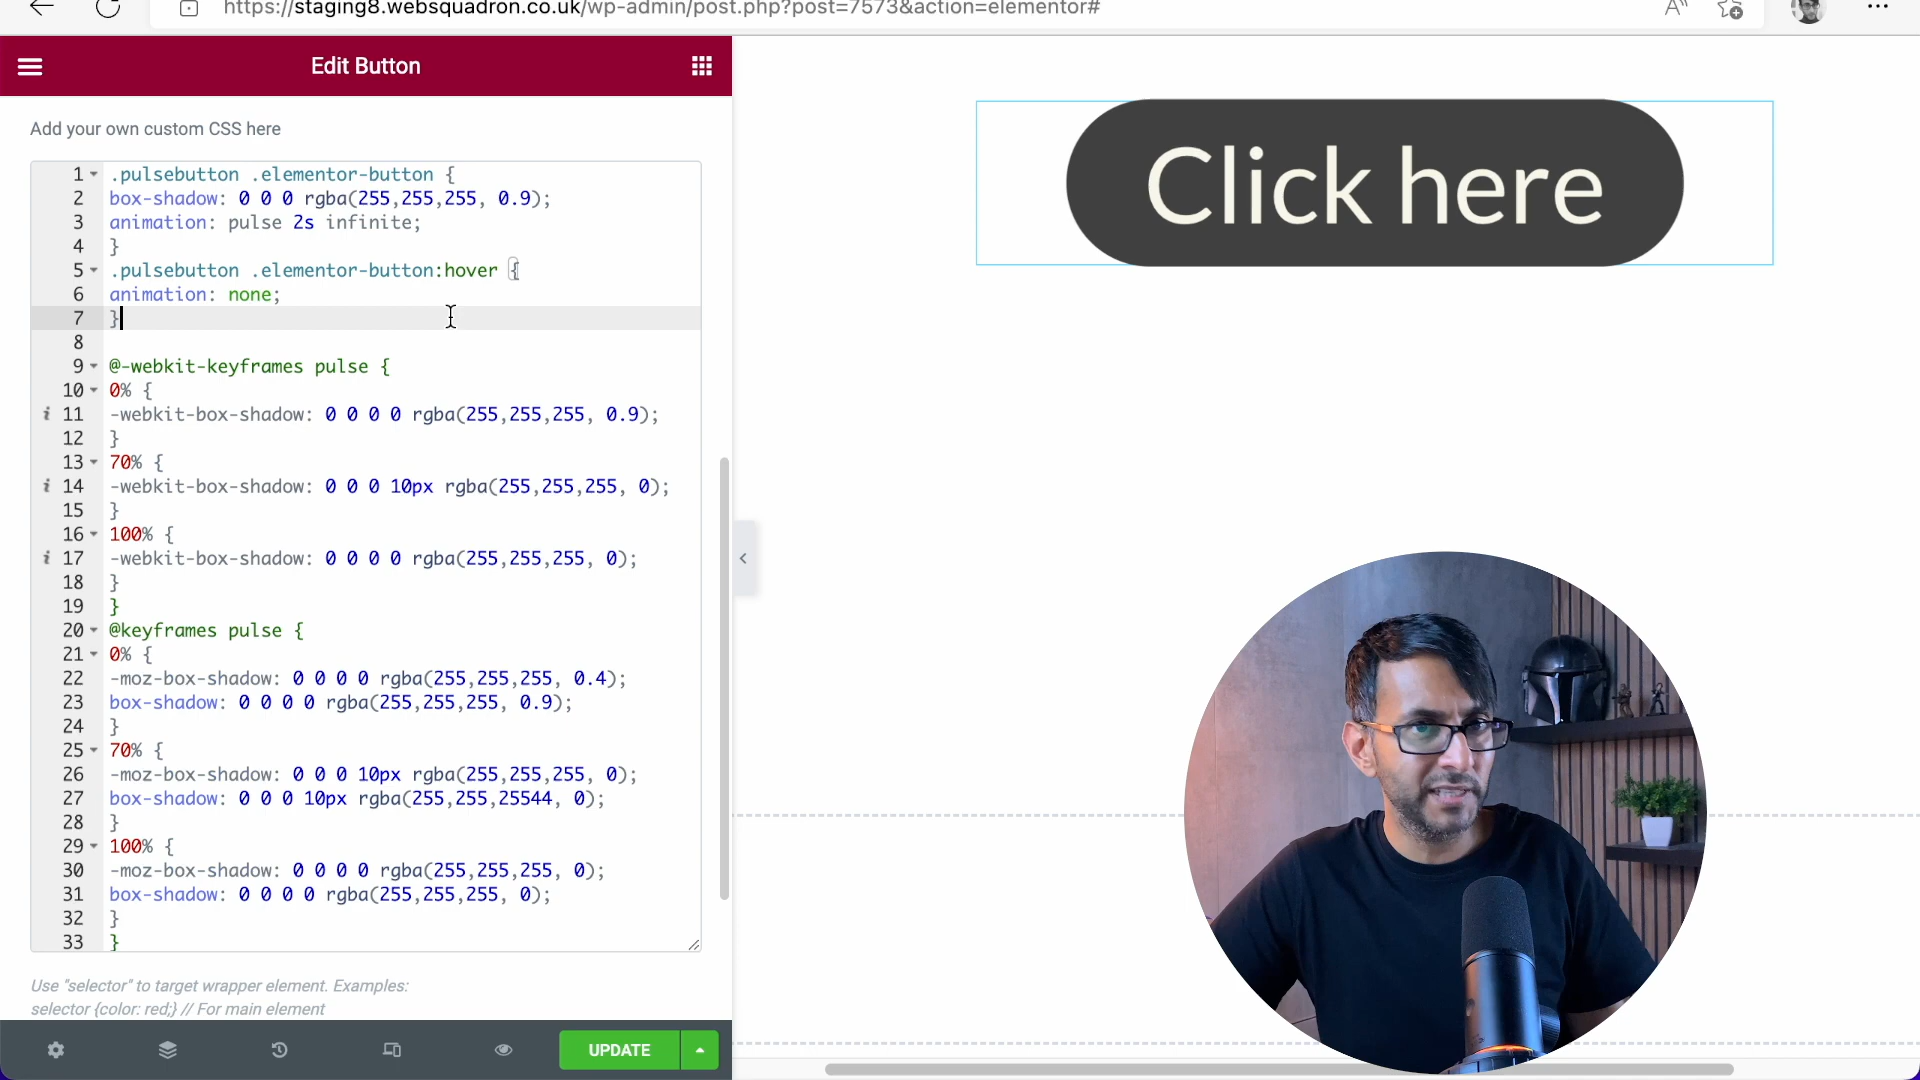 https://staging8.websquadron.co.uk/wp-admin/post.php?post=7573&action=elementor#
Edit Button
Add your own custom CSS here
1 .pulsebutton .elementor-button {
2 box-shadow: 0 0 0 rgba(255,255,255, 0.9);
3 animation: pulse 2s infinite;
4 }
5 .pulsebutton .elementor-button:hover {
6 animation: none;
7 }
8
9 @-webkit-keyframes pulse {
10 0% {
11 -webkit-box-shadow: 0 0 0 0 rgba(255,255,255, 0.9);
12 }
13 70% {
14 -webkit-box-shadow: 0 0 0 10px rgba(255,255,255, 0);
15 }
16 100% {
17 -webkit-box-shadow: 0 0 0 0 rgba(255,255,255, 0);
18 }
19 }
20 @keyframes pulse {
21 0% {
22 -moz-box-shadow: 0 0 0 0 rgba(255,255,255, 0.4);
23 box-shadow: 0 0 0 0 rgba(255,255,255, 0.9);
24 }
25 70% {
26 -moz-box-shadow: 0 0 0 10px rgba(255,255,255, 0);
27 box-shadow: 0 0 0 10px rgba(255,255,25544, 0);
28 }
29 100% {
30 -moz-box-shadow: 0 0 0 0 rgba(255,255,255, 0);
31 box-shadow: 0 0 0 0 rgba(255,255,255, 0);
32 }
33 }
Use "selector" to target wrapper element. Examples:
selector {color: red;} // For main element
UPDATE
Click here